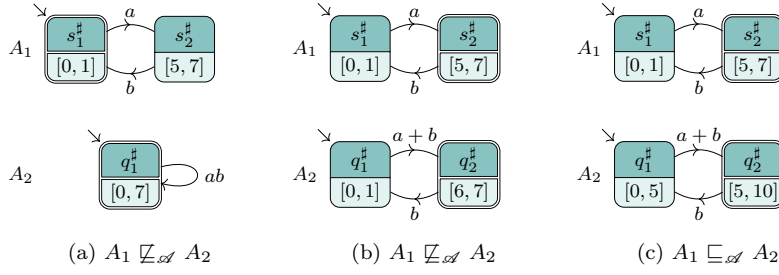 a a a
s₁♯ s₂♯ s₁♯ s₂♯ s₁♯ s₂♯
A₁ A₁ A₁
[0, 1] [5, 7] [0, 1] [5, 7] [0, 1] [5, 7]
b b b
a + b a + b
q₁♯ q₁♯ q₂♯ q₁♯ q₂♯
A₂ ab A₂ A₂
[0, 7] [0, 1] [6, 7] [0, 5] [5, 10]
b b
(a) A₁ ⋢𝒜 A₂ (b) A₁ ⋢𝒜 A₂ (c) A₁ ⊑𝒜 A₂